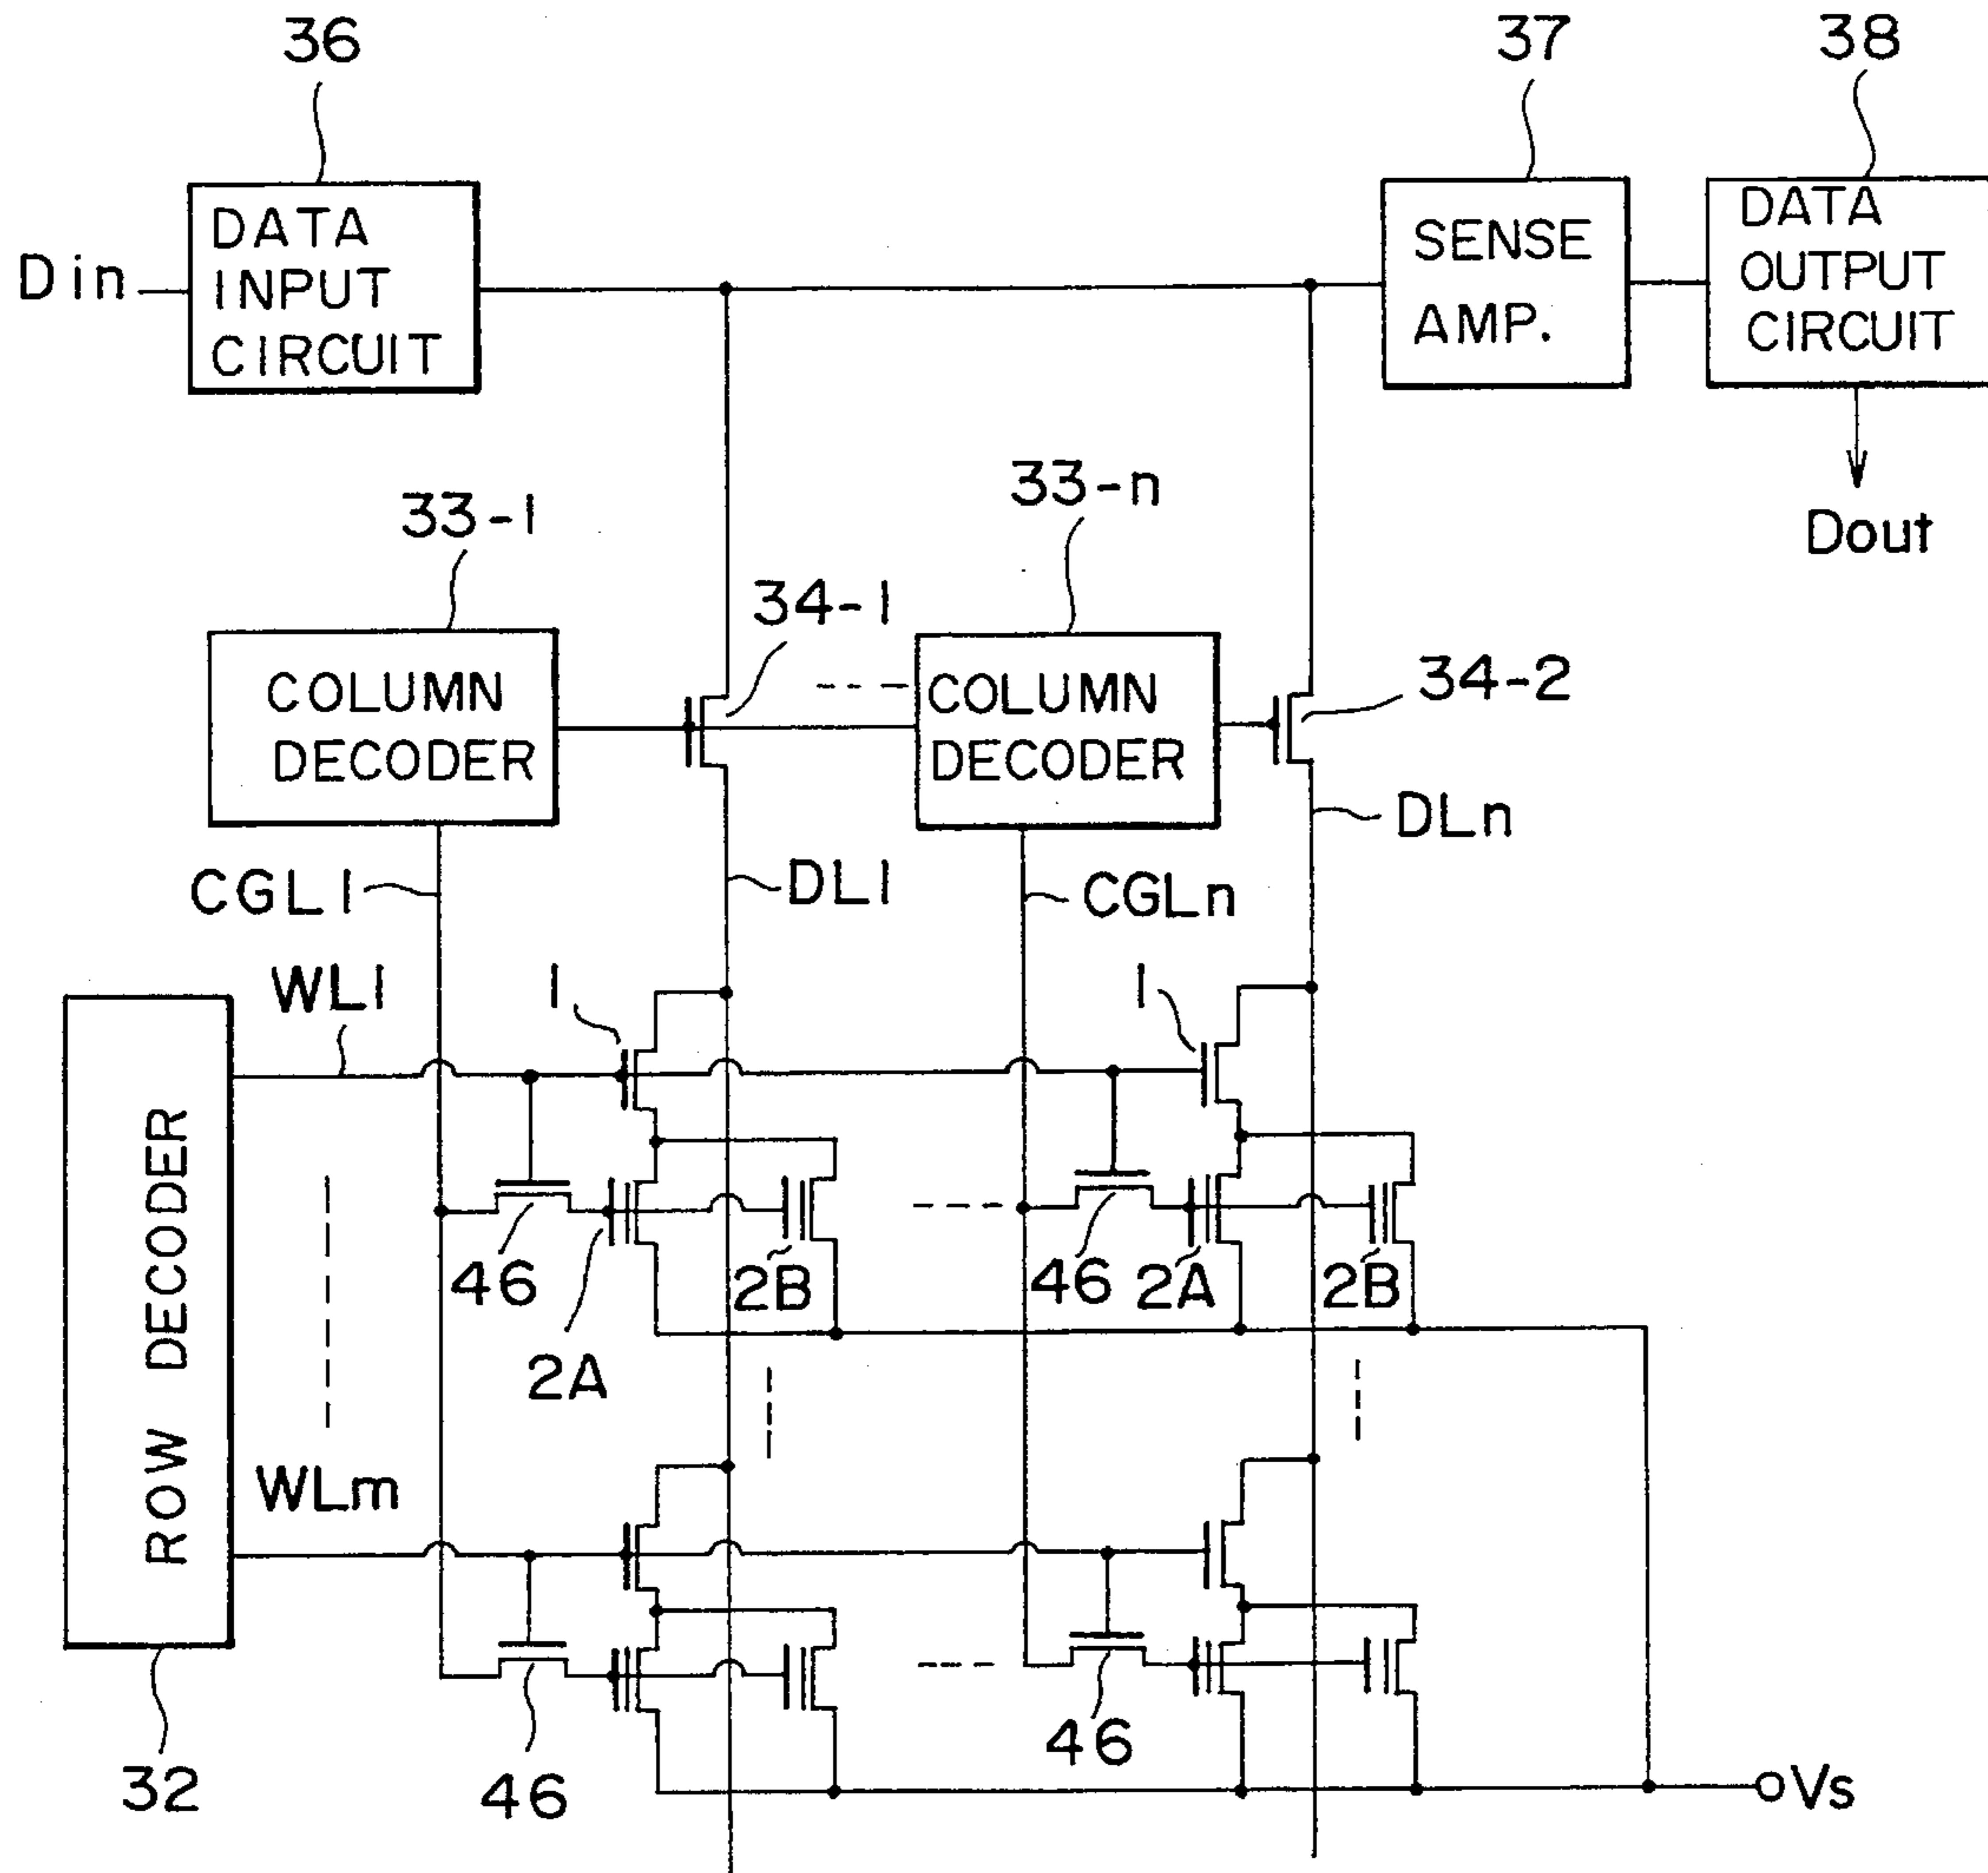 36
37
38
Din
DATA
INPUT
CIRCUIT
SENSE
AMP.
DATA
OUTPUT
CIRCUIT
Dout
33-1
33-n
34-1
34-2
COLUMN
DECODER
COLUMN
DECODER
DLn
CGL1
DL1
CGLn
WL1
1
1
ROW DECODER
46
2A
2B
46
2A
2B
WLm
46
46
32
Vs